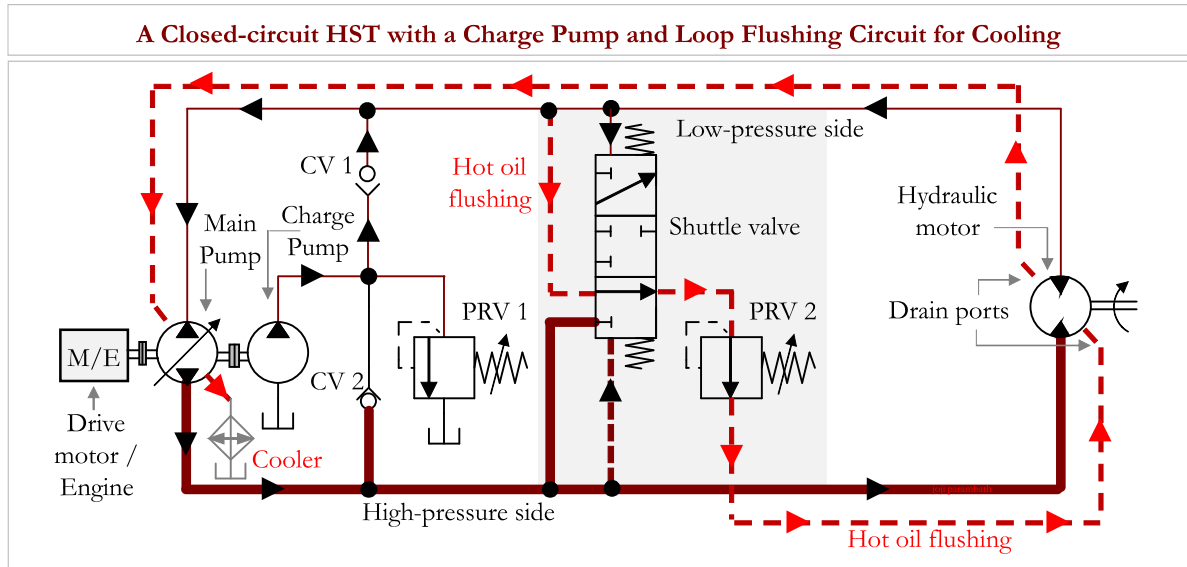 A Closed-circuit HST with a Charge Pump and Loop Flushing Circuit for Cooling
Low-pressure side
CV 1
Hot oil
flushing
Hydraulic
motor
Main
Pump
Charge
Pump
Shuttle valve
PRV 1
PRV 2
Drain ports
M/E
CV 2
Drive
motor /
Engine
Cooler
High-pressure side
Hot oil flushing